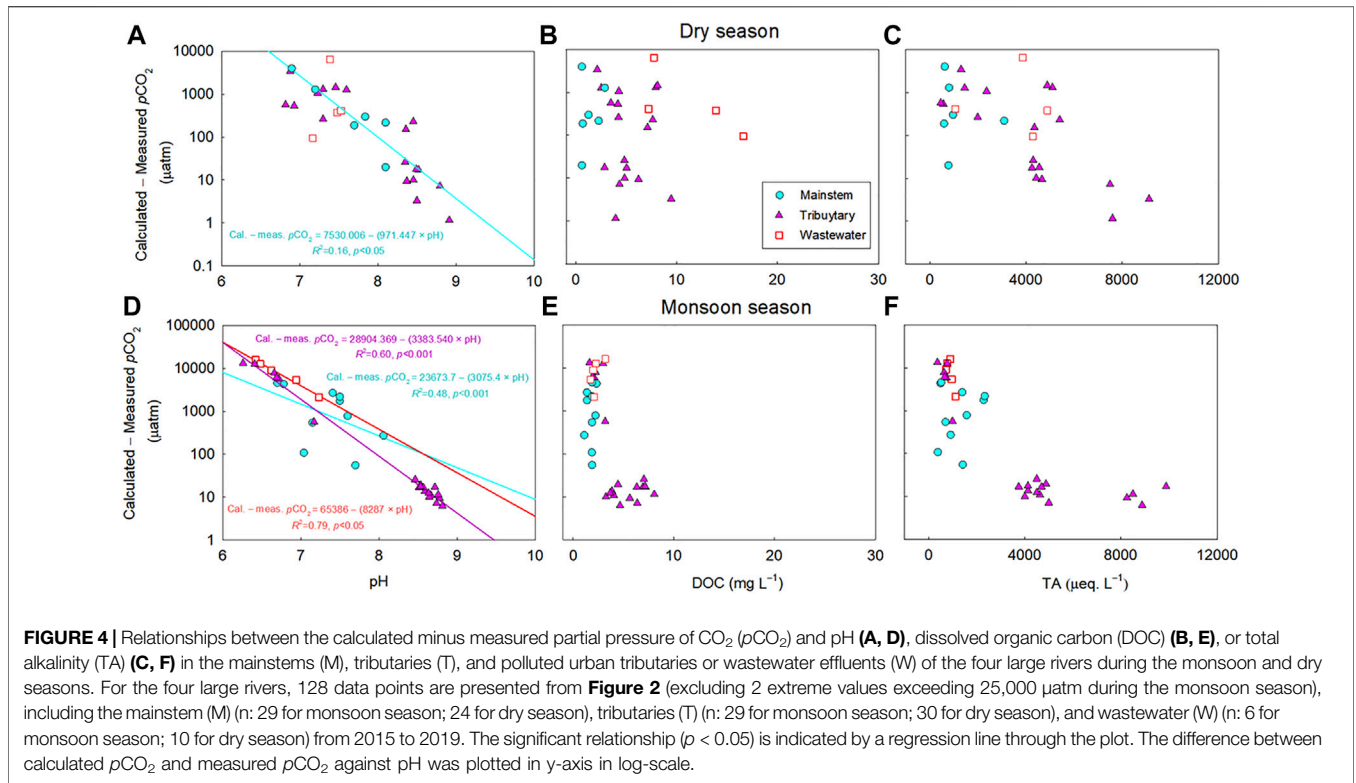 A
B
Dry season
C
Calculated – Measured pCO2
(µatm)
10000
1000
100
10
1
0.1
Cal. – meas. pCO2 = 7530.006 – (971.447 × pH)
R2=0.16, p<0.05
6 7 8 9 10
Mainstem
Tribuytary
Wastewater
0 10 20 30
0 4000 8000 12000
D
E
Monsoon season
F
Calculated – Measured pCO2
(µatm)
100000
10000
1000
100
10
1
Cal. – meas. pCO2 = 28904.369 – (3383.540 × pH)
R2=0.60, p<0.001
Cal. – meas. pCO2 = 23673.7 – (3075.4 × pH)
R2=0.48, p<0.001
Cal. – meas. pCO2 = 65386 – (8287 × pH)
R2=0.79, p<0.05
6 7 8 9 10
pH
0 10 20 30
DOC (mg L−1)
0 4000 8000 12000
TA (µeq. L−1)
FIGURE 4 | Relationships between the calculated minus measured partial pressure of CO2 (pCO2) and pH (A, D), dissolved organic carbon (DOC) (B, E), or total
alkalinity (TA) (C, F) in the mainstems (M), tributaries (T), and polluted urban tributaries or wastewater effluents (W) of the four large rivers during the monsoon and dry
seasons. For the four large rivers, 128 data points are presented from Figure 2 (excluding 2 extreme values exceeding 25,000 µatm during the monsoon season),
including the mainstem (M) (n: 29 for monsoon season; 24 for dry season), tributaries (T) (n: 29 for monsoon season; 30 for dry season), and wastewater (W) (n: 6 for
monsoon season; 10 for dry season) from 2015 to 2019. The significant relationship (p < 0.05) is indicated by a regression line through the plot. The difference between
calculated pCO2 and measured pCO2 against pH was plotted in y-axis in log-scale.